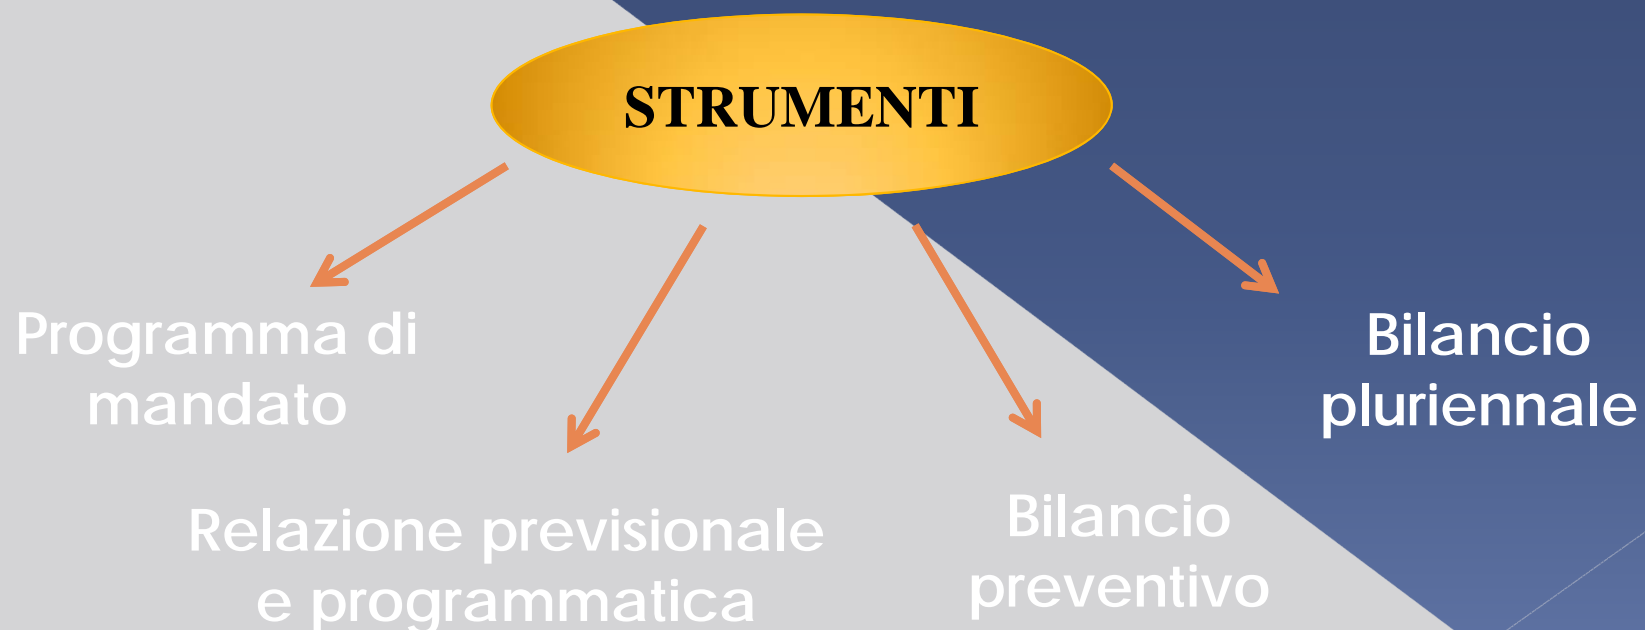 STRUMENTI
Programma di
mandato
Relazione previsionale
e programmatica
Bilancio
preventivo
Bilancio
pluriennale